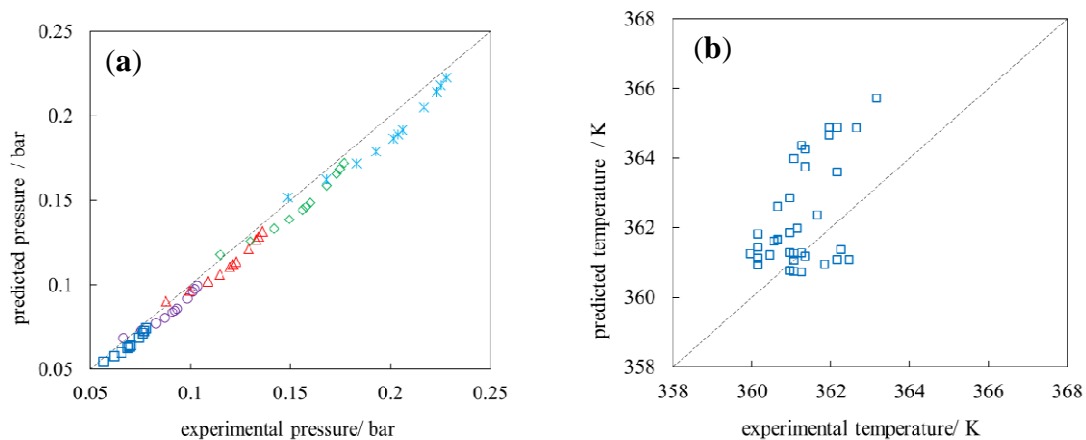 (a)
0.25
0.2
0.15
0.1
0.05
0.05 0.1 0.15 0.2 0.25
predicted pressure / bar
experimental pressure/ bar
(b)
368
366
364
362
360
358
358 360 362 364 366 368
predicted temperature / K
experimental temperature/ K